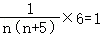 1/(n(n+5)) × 6=1